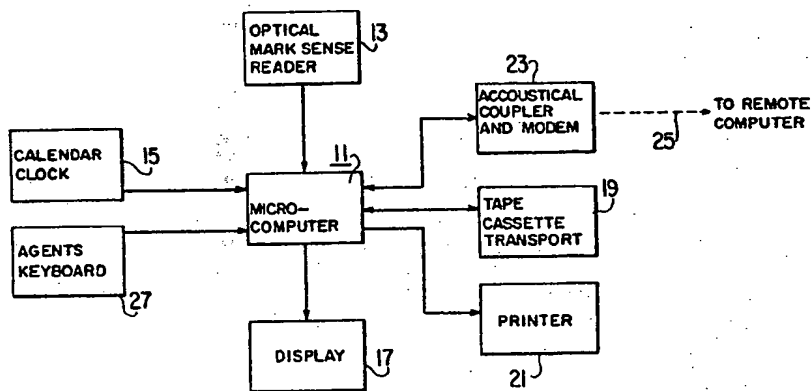 OPTICAL
MARK SENSE
READER
13
23
ACCOUSTICAL
COUPLER
AND MODEM
25
TO REMOTE
COMPUTER
CALENDAR
CLOCK
15
11
MICRO-
COMPUTER
TAPE
CASSETTE
TRANSPORT
19
AGENTS
KEYBOARD
27
DISPLAY
17
PRINTER
21